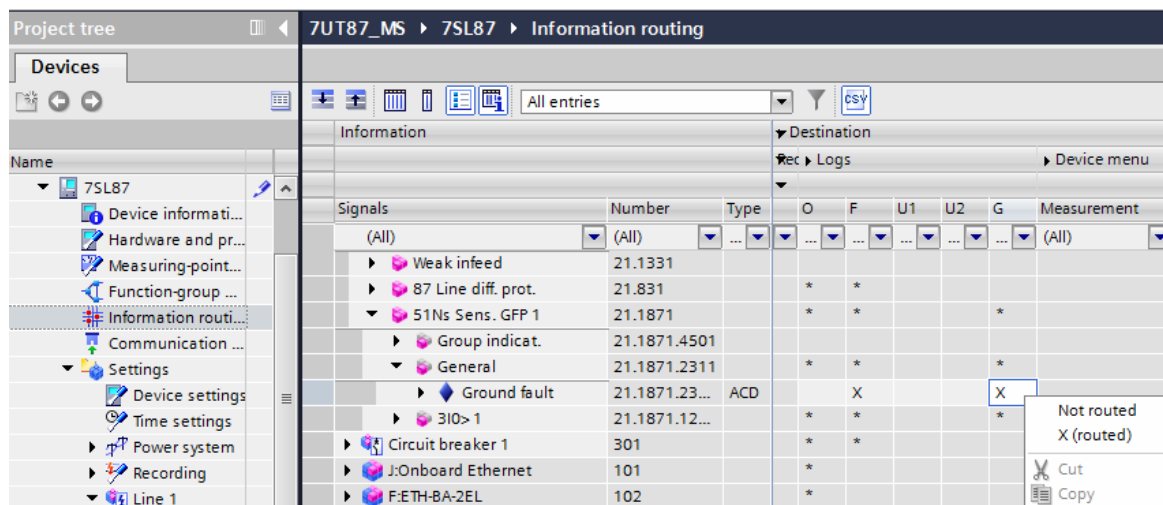 Project tree
7UT87_MS 7SL87 Information routing
Devices
All entries
CSV
Information
Destination
Name
Rec Logs Device menu
7SL87
Device informati...
Signals Number Type O F U1 U2 G Measurement
Hardware and pr...
(All) (All) ... ... ... ... ... ... (All)
Measuring-point...
Weak infeed 21.1331
Function-group ...
87 Line diff. prot. 21.831 * *
Information routi...
51Ns Sens. GFP 1 21.1871 * * *
Communication ...
Group indicat. 21.1871.4501
Settings
General 21.1871.2311 * * *
Device settings
Ground fault 21.1871.23... ACD X X
Time settings
3I0> 1 21.1871.12... * * *
Not routed
X (routed)
Power system
Circuit breaker 1 301 * *
Recording
J:Onboard Ethernet 101 *
Cut
Line 1
F:ETH-BA-2EL 102 *
Copy